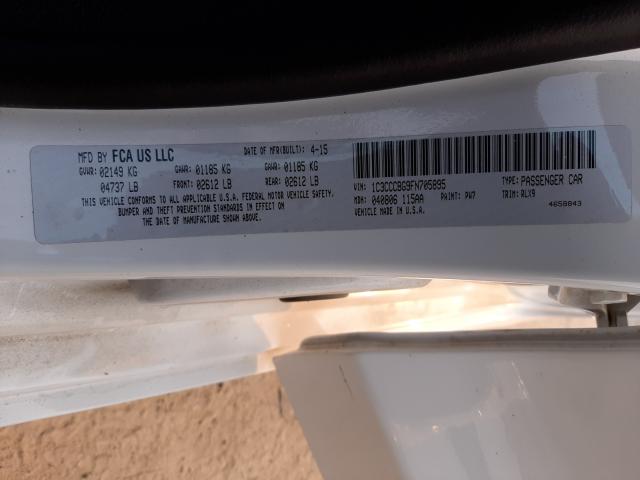 MFD BY FCA US LLC
DATE OF MFR(BUILT): 4-15
GVWR: 02149 KG GAWR: 01185 KG GAWR: 01185 KG
04737 LB FRONT: 02612 LB REAR: 02612 LB
THIS VEHICLE CONFORMS TO ALL APPLICABLE U.S.A. FEDERAL MOTOR VEHICLE SAFETY,
BUMPER AND THEFT PREVENTION STANDARDS IN EFFECT ON
THE DATE OF MANUFACTURE SHOWN ABOVE.
VIN: 1C3CCCBG9FN705895 TYPE: PASSENGER CAR
MDH: 040806 115AA PAINT: PW7 TRIM: RLX9
VEHICLE MADE IN U.S.A. 4658843